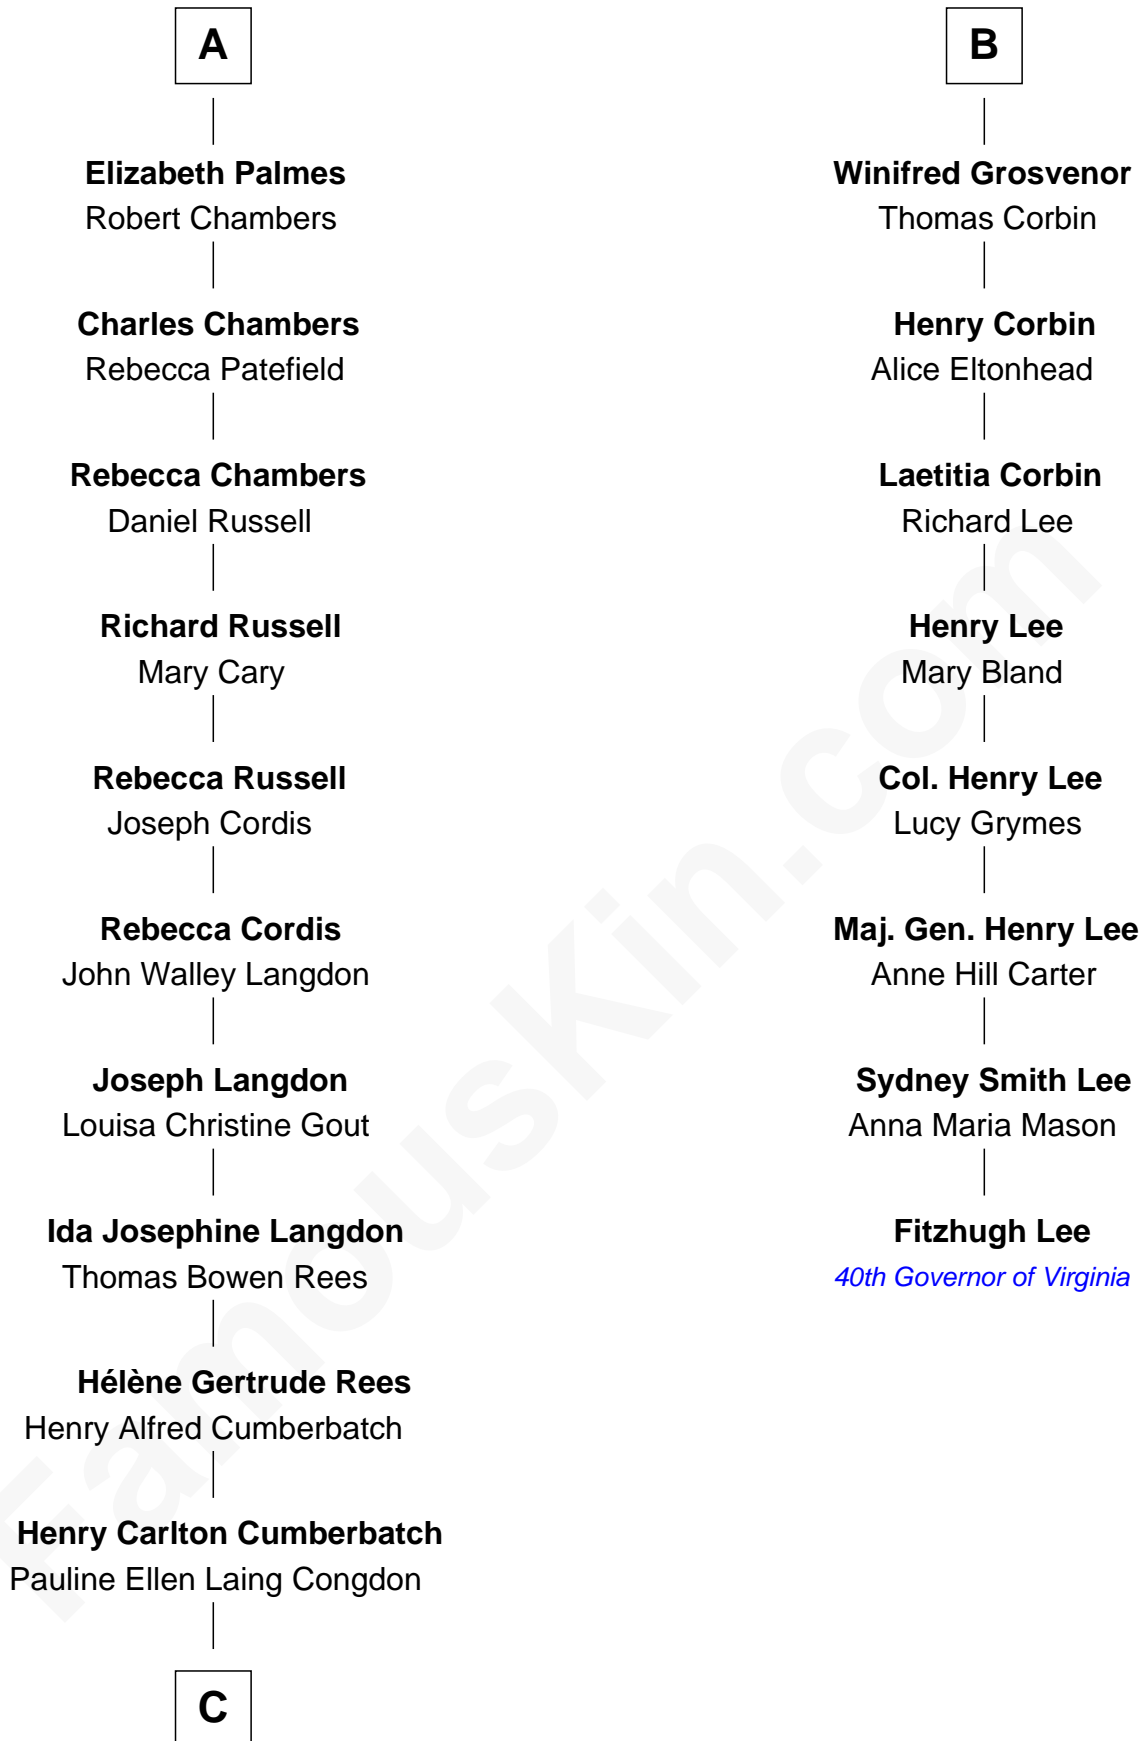 A
Elizabeth Palmes
Robert Chambers
Charles Chambers
Rebecca Patefield
Rebecca Chambers
Daniel Russell
Richard Russell
Mary Cary
Rebecca Russell
Joseph Cordis
Rebecca Cordis
John Walley Langdon
Joseph Langdon
Louisa Christine Gout
Ida Josephine Langdon
Thomas Bowen Rees
Hélène Gertrude Rees
Henry Alfred Cumberbatch
Henry Carlton Cumberbatch
Pauline Ellen Laing Congdon
C
B
Winifred Grosvenor
Thomas Corbin
Henry Corbin
Alice Eltonhead
Laetitia Corbin
Richard Lee
Henry Lee
Mary Bland
Col. Henry Lee
Lucy Grymes
Maj. Gen. Henry Lee
Anne Hill Carter
Sydney Smith Lee
Anna Maria Mason
Fitzhugh Lee
40th Governor of Virginia
FamousKin.com